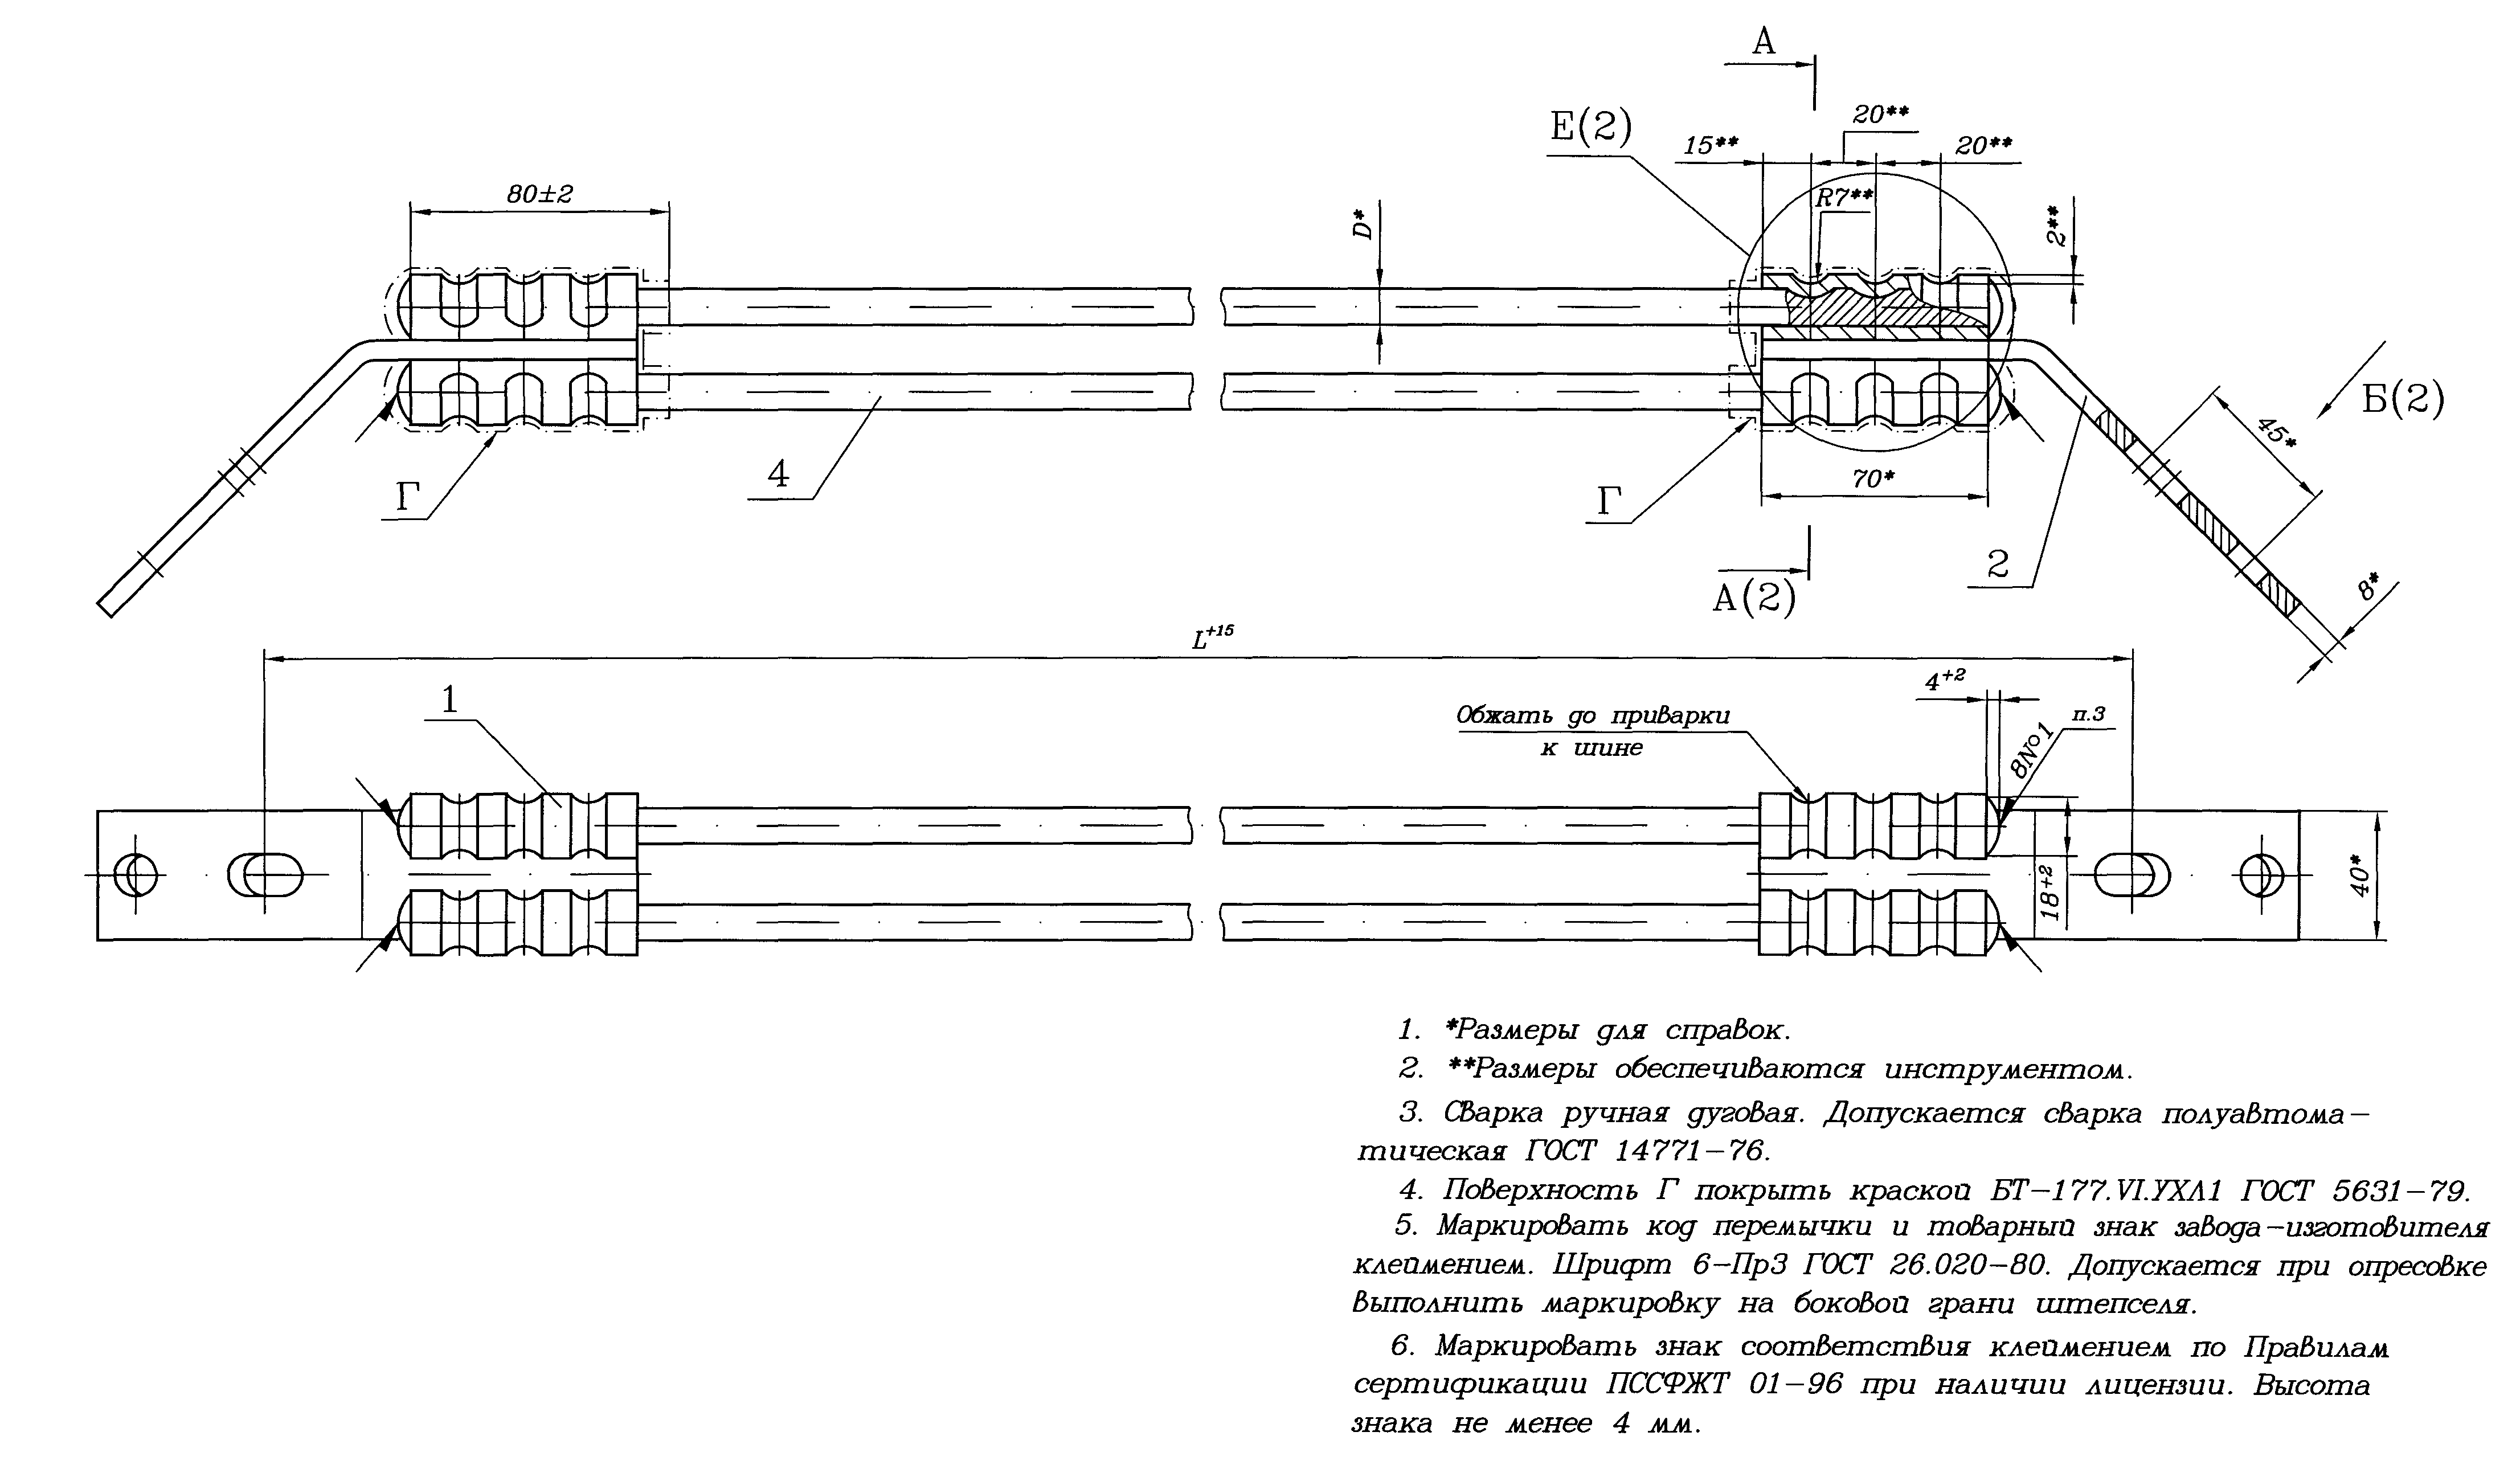 А
20**
Е(2)
15**
20**
80±2
R7**
D*
2**
Б(2)
45*
4
Г
70*
Г
2
8*
А(2)
L+15
1
4+2
Обжать до приварки
к шине
8№1
п.3
18+2
40*
1. *Размеры для справок.
2. **Размеры обеспечиваются инструментом.
3. Сварка ручная дуговая. Допускается сварка полуавтома-
тическая ГОСТ 14771-76.
4. Поверхность Г покрыть краской БТ-177.VI.УХЛ1 ГОСТ 5631-79.
5. Маркировать код перемычки и товарный знак завода-изготовителя
клеймением. Шрифт 6-Пр3 ГОСТ 26.020-80. Допускается при опресовке
выполнить маркировку на боковой грани штепселя.
6. Маркировать знак соответствия клеймением по Правилам
сертификации ПССФЖТ 01-96 при наличии лицензии. Высота
знака не менее 4 мм.